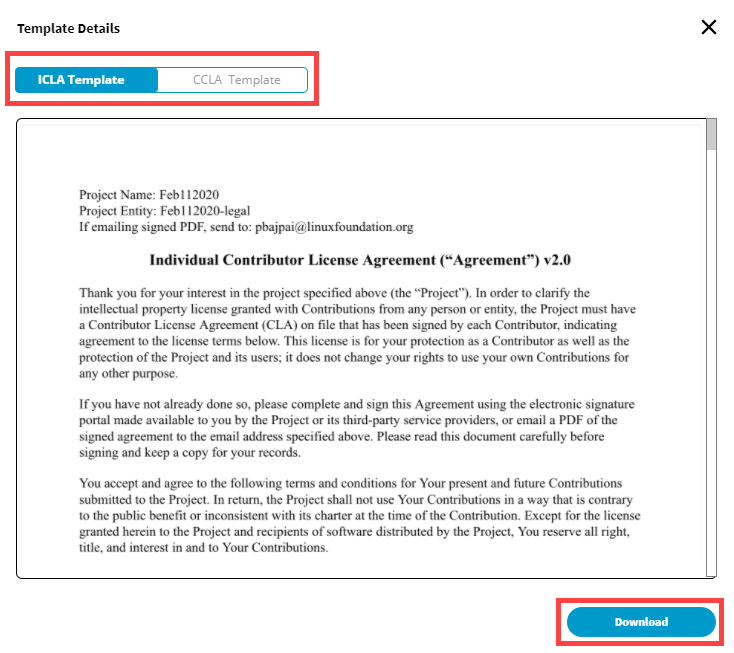 Template Details
ICLA Template
CCLA Template
Project Name: Feb112020
Project Entity: Feb112020-legal
If emailing signed PDF, send to: pbajpai@linuxfoundation.org
Individual Contributor License Agreement (“Agreement”) v2.0
Thank you for your interest in the project specified above (the “Project”). In order to clarify the
intellectual property license granted with Contributions from any person or entity, the Project must have
a Contributor License Agreement (CLA) on file that has been signed by each Contributor, indicating
agreement to the license terms below. This license is for your protection as a Contributor as well as the
protection of the Project and its users; it does not change your rights to use your own Contributions for
any other purpose.
If you have not already done so, please complete and sign this Agreement using the electronic signature
portal made available to you by the Project or its third-party service providers, or email a PDF of the
signed agreement to the email address specified above. Please read this document carefully before
signing and keep a copy for your records.
You accept and agree to the following terms and conditions for Your present and future Contributions
submitted to the Project. In return, the Project shall not use Your Contributions in a way that is contrary
to the public benefit or inconsistent with its charter at the time of the Contribution. Except for the license
granted herein to the Project and recipients of software distributed by the Project, You reserve all right,
title, and interest in and to Your Contributions.
Download